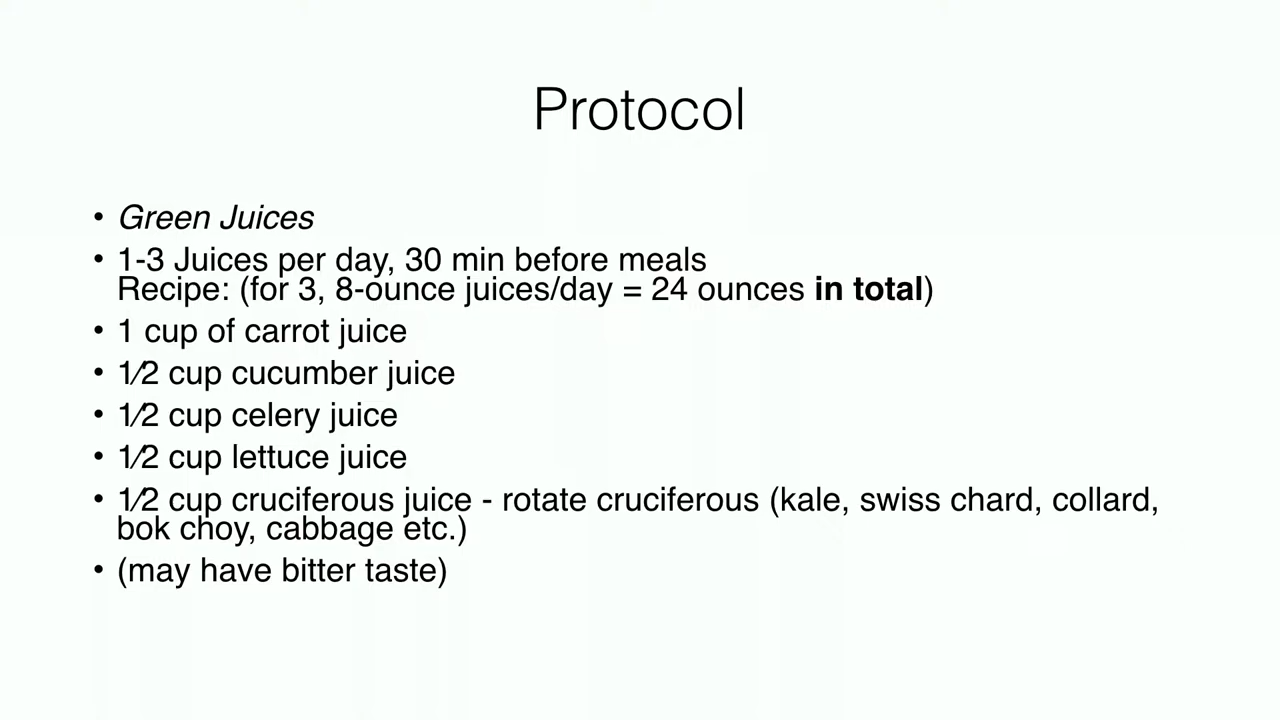 Protocol
• Green Juices
• 1-3 Juices per day, 30 min before meals
Recipe: (for 3, 8-ounce juices/day = 24 ounces in total)
• 1 cup of carrot juice
• 1⁄2 cup cucumber juice
• 1⁄2 cup celery juice
• 1⁄2 cup lettuce juice
• 1⁄2 cup cruciferous juice - rotate cruciferous (kale, swiss chard, collard,
bok choy, cabbage etc.)
• (may have bitter taste)